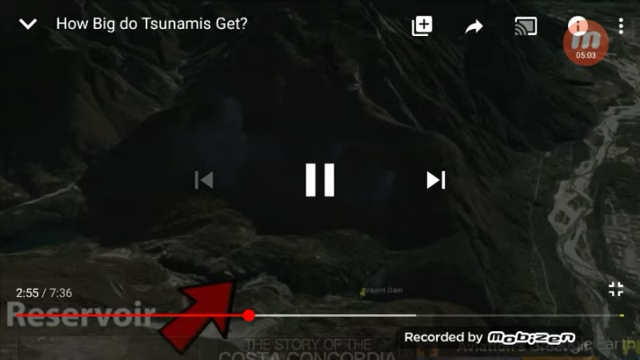 How Big do Tsunamis Get?
05:03
Vajont Dam
2:55 / 7:36
Reservoir
Recorded by Mobizen
THE STORY OF THE
COSTA CONCORDIA
earth